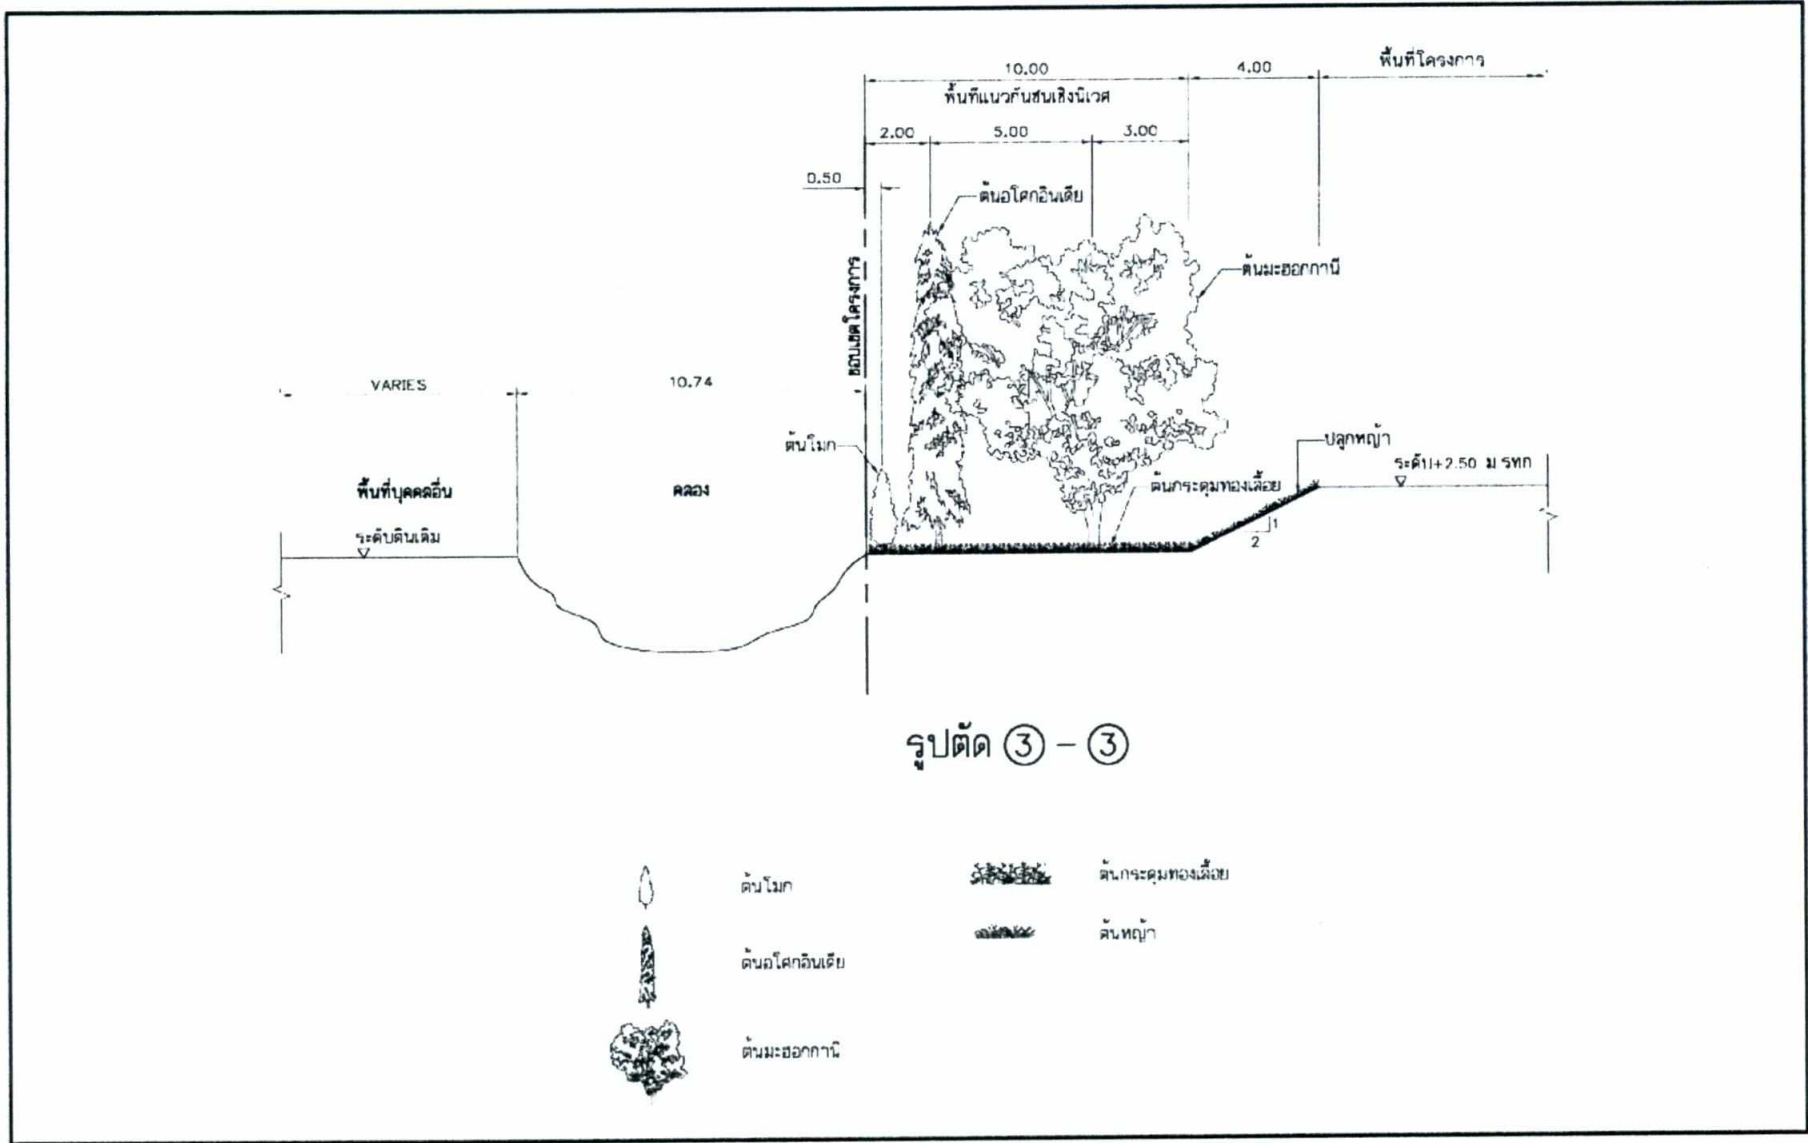 10.00
4.00
พื้นที่โครงการ
พื้นที่แนวกันชนเชิงนิเวศ
2.00
5.00
3.00
0.50
ต้นอโศกอินเดีย
ขอบเขตโครงการ
ต้นมะฮอกกานี
VARIES
10.74
ต้นโมก
ปลูกหญ้า
ระดับ+2.50 ม รทก
พื้นที่บุคคลอื่น
คลอง
ต้นกระดุมทองเลื้อย
ระดับดินเดิม
1
2
รูปตัด 3 - 3
ต้นโมก
ต้นกระดุมทองเลื้อย
ต้นอโศกอินเดีย
ต้นหญ้า
ต้นมะฮอกกานี